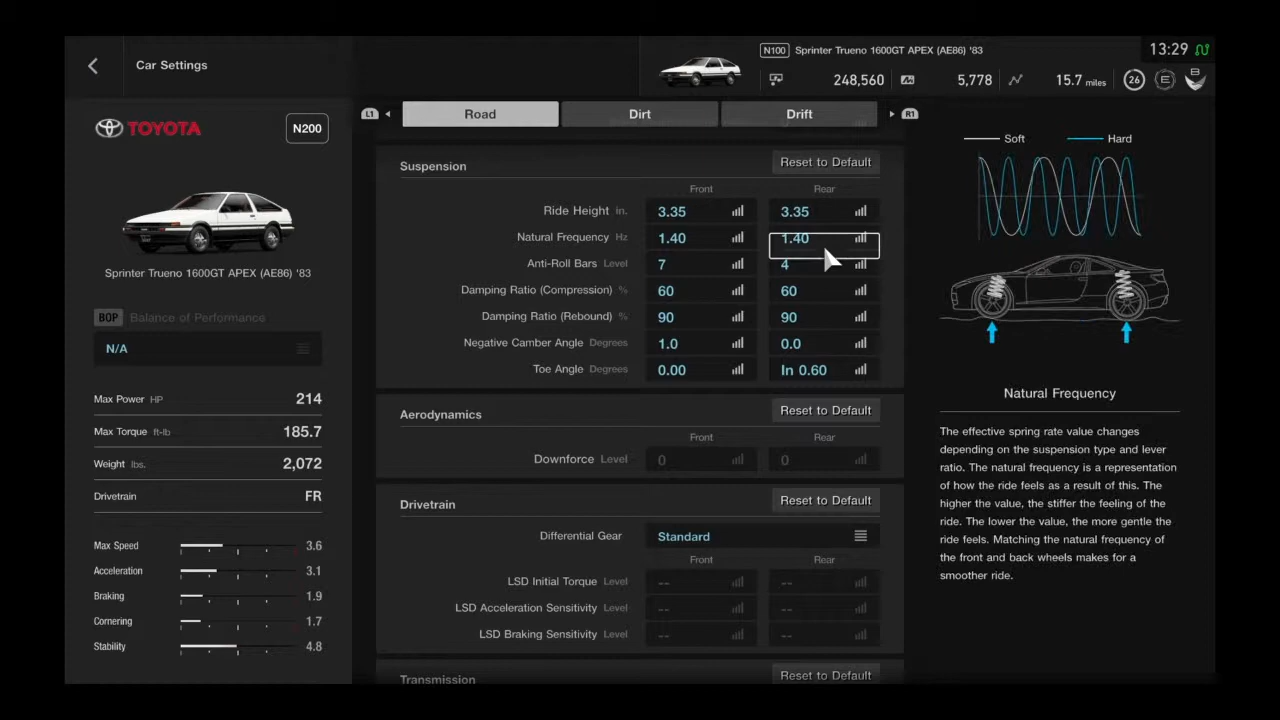 Car Settings
N100 Sprinter Trueno 1600GT APEX (AE86) '83
13:29
248,560
5,778
15.7 miles
26
E
B
L1
Road
Dirt
Drift
R1
TOYOTA
N200
Sprinter Trueno 1600GT APEX (AE86) '83
BOP Balance of Performance
N/A
Max Power HP 214
Max Torque ft-lb 185.7
Weight lbs. 2,072
Drivetrain FR
Max Speed 3.6
Acceleration 3.1
Braking 1.9
Cornering 1.7
Stability 4.8
Suspension Reset to Default
Front Rear
Ride Height in. 3.35 3.35
Natural Frequency Hz 1.40 1.40
Anti-Roll Bars Level 7 4
Damping Ratio (Compression) % 60 60
Damping Ratio (Rebound) % 90 90
Negative Camber Angle Degrees 1.0 0.0
Toe Angle Degrees 0.00 In 0.60
Aerodynamics Reset to Default
Front Rear
Downforce Level 0 0
Drivetrain Reset to Default
Differential Gear Standard
Front Rear
LSD Initial Torque Level -- --
LSD Acceleration Sensitivity Level -- --
LSD Braking Sensitivity Level -- --
Transmission Reset to Default
Soft Hard
Natural Frequency
The effective spring rate value changes
depending on the suspension type and lever
ratio. The natural frequency is a representation
of how the ride feels as a result of this. The
higher the value, the stiffer the feeling of the
ride. The lower the value, the more gentle the
ride feels. Matching the natural frequency of
the front and back wheels makes for a
smoother ride.